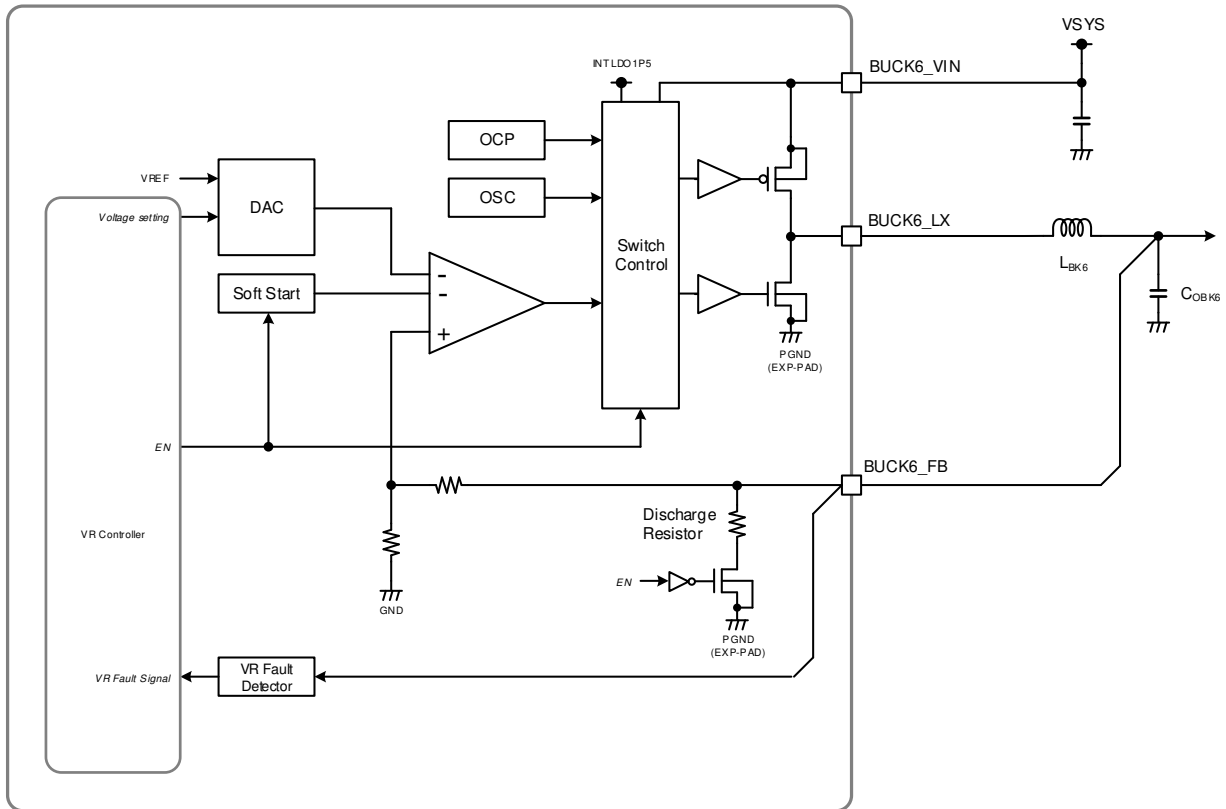 VSYS
INTLDO1P5
BUCK6_VIN
OCP
VREF
DAC
OSC
Voltage setting
BUCK6_LX
Switch
Control
LBK6
Soft Start
-
-
+
COBK6
PGND
(EXP-PAD)
EN
BUCK6_FB
Discharge
Resistor
VR Controller
EN
GND
PGND
(EXP-PAD)
VR Fault Signal
VR Fault
Detector